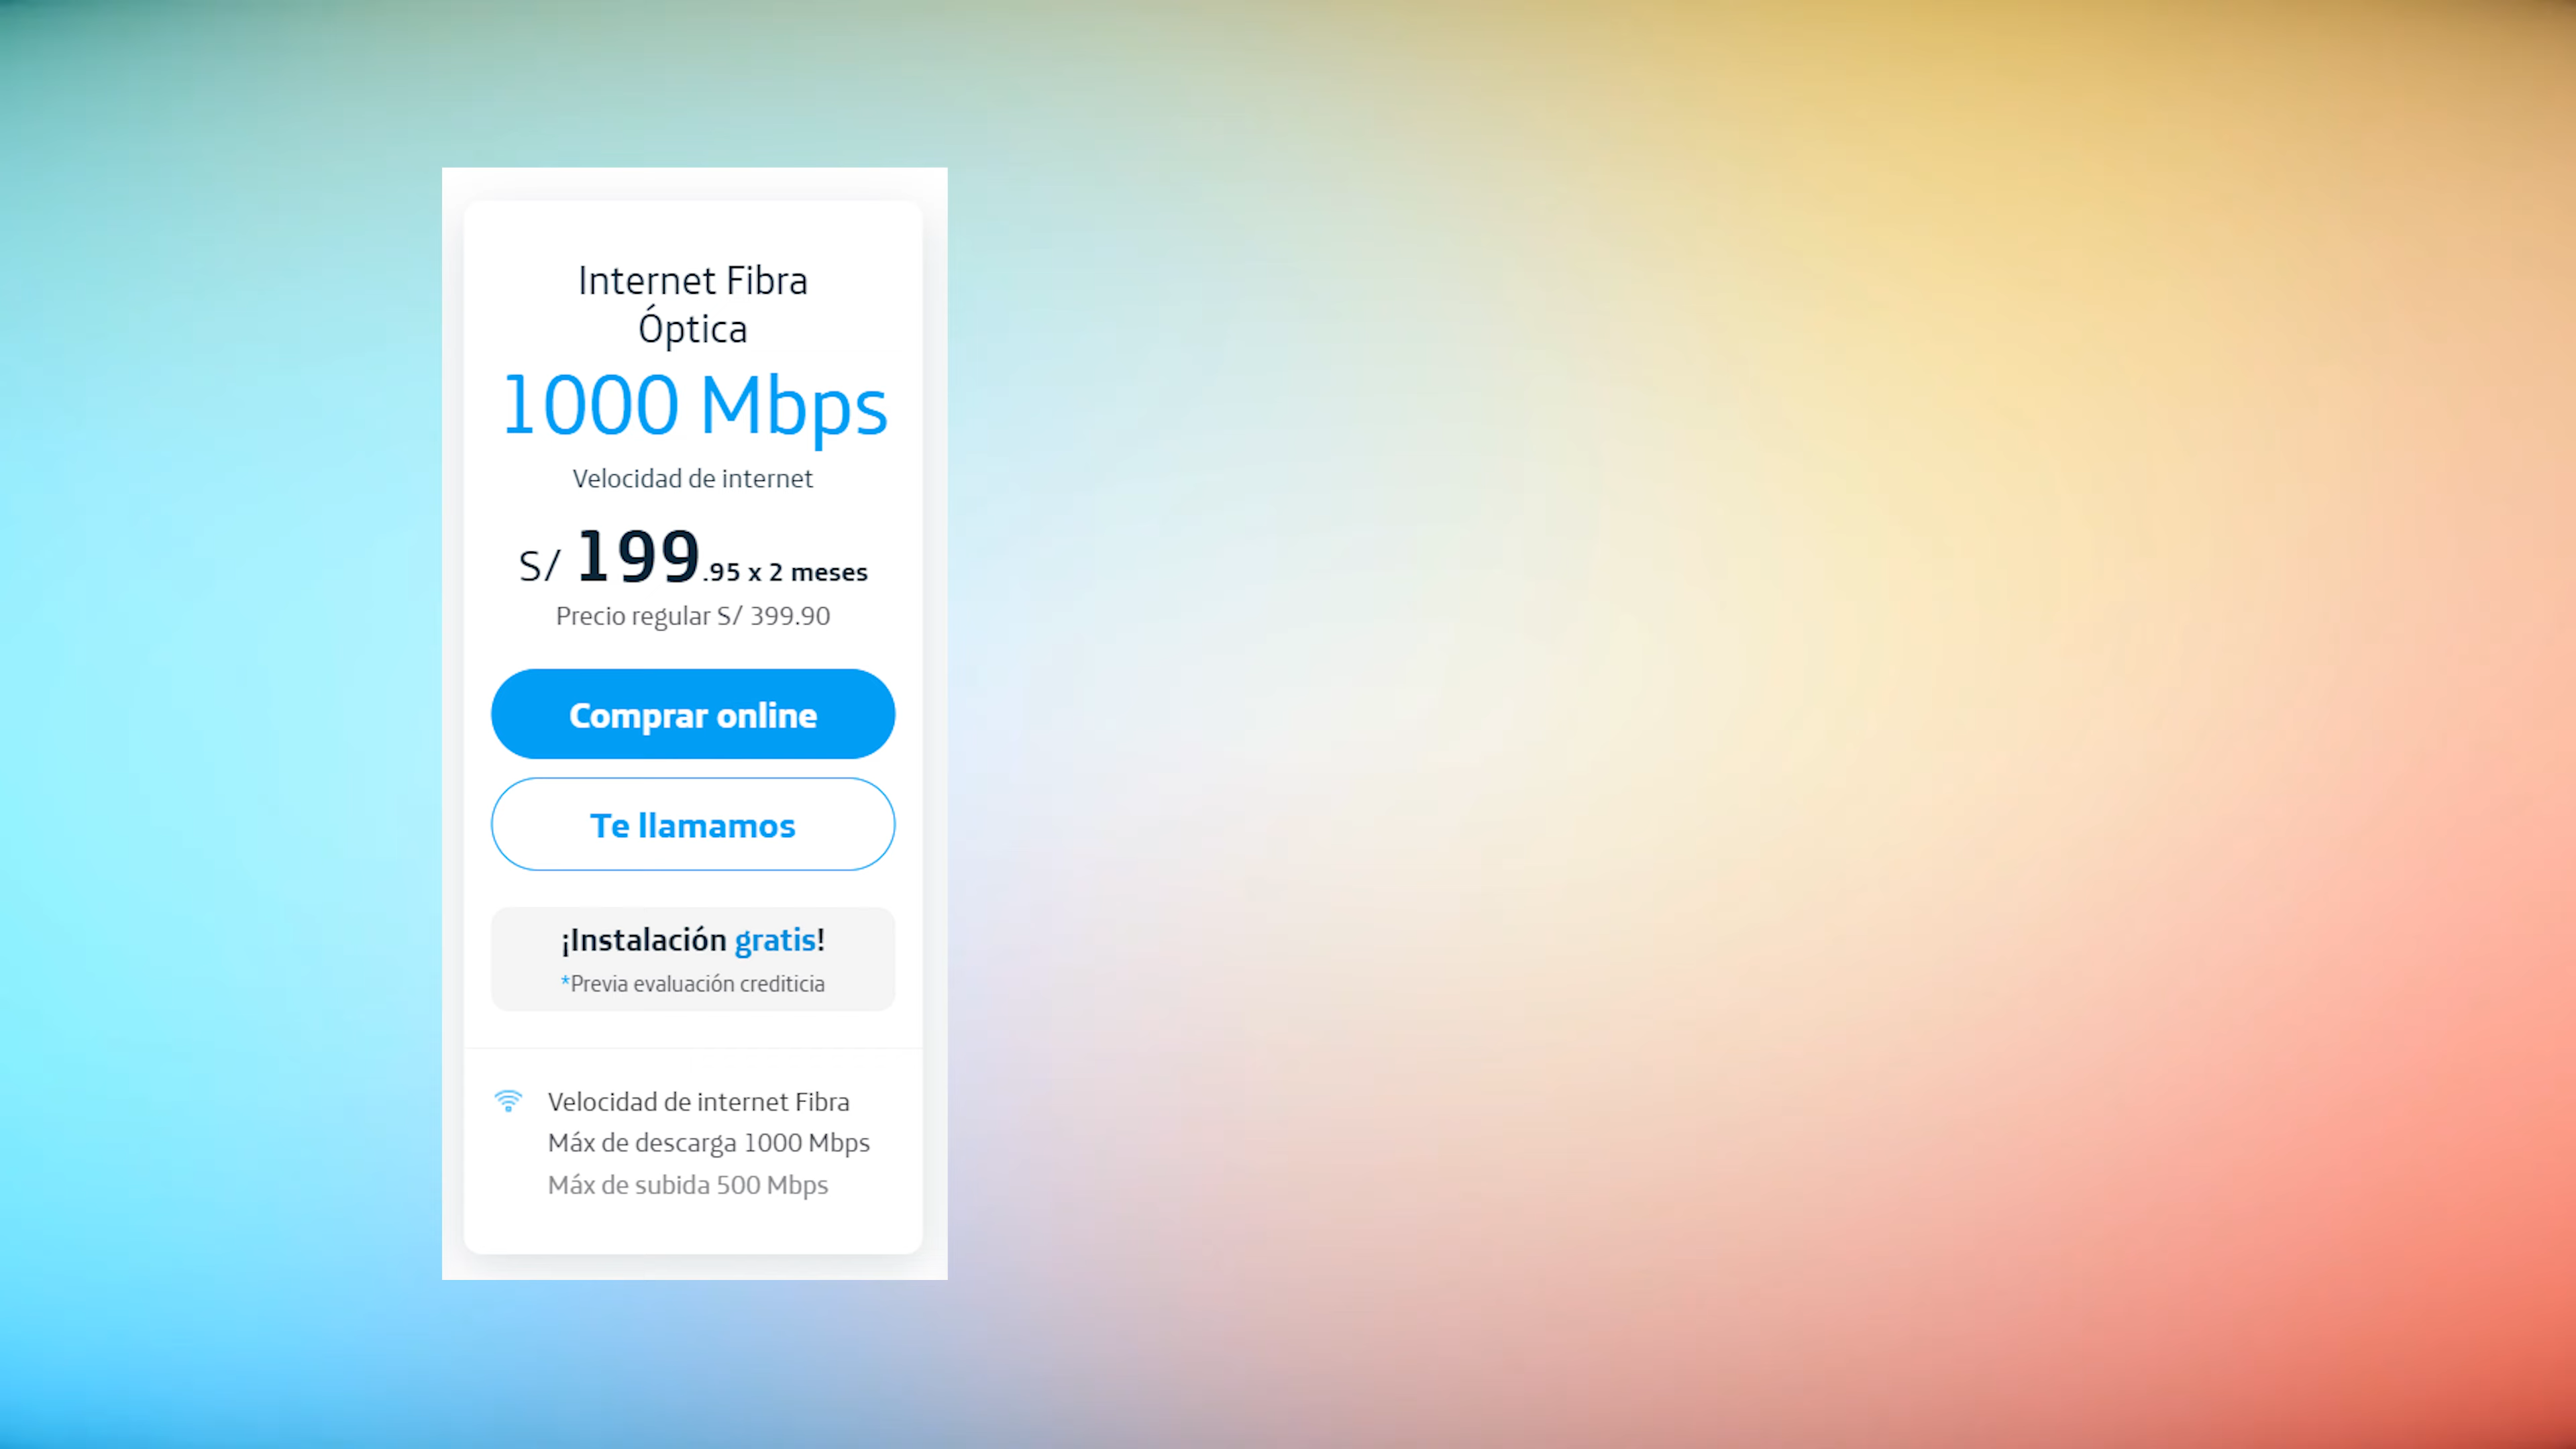 Internet Fibra
Óptica
1000 Mbps
Velocidad de internet
S/ 199.95 x 2 meses
Precio regular S/ 399.90
Comprar online
Te llamamos
¡Instalación gratis!
*Previa evaluación crediticia
Velocidad de internet Fibra
Máx de descarga 1000 Mbps
Máx de subida 500 Mbps